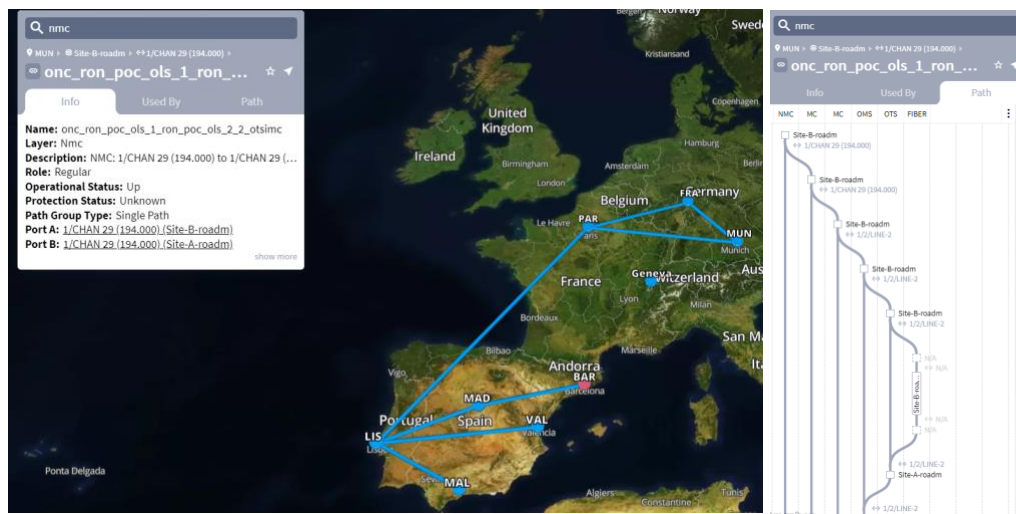 nmc
MUN › Site-B-roadm › 1/CHAN 29 (194.000) ›
onc_ron_poc_ols_1_ron_...
Info Used By Path
Name: onc_ron_poc_ols_1_ron_poc_ols_2_2_otsimc
Layer: Nmc
Description: NMC: 1/CHAN 29 (194.000) to 1/CHAN 29 (...
Role: Regular
Operational Status: Up
Protection Status: Unknown
Path Group Type: Single Path
Port A: 1/CHAN 29 (194.000) (Site-B-roadm)
Port B: 1/CHAN 29 (194.000) (Site-A-roadm)
show more
Norway
Swed
Kristiansand
Copenhagen
United
Kingdom
Ireland
Hamburg
Birmingham
Amsterdam
Berlin
London
FRA
Germany
Belgium
Le Havre
PAR
MUN
Munich
Geneva
France
Aus
Lyon
Milan
Bordeaux
San Ma
Marseille
Ita
Bilbao
Andorra
Vigo
BAR
Barcelona
MAD
Portugal
Spain
VAL
Valencia
LIS
MAL
Ponta Delgada
Algiers
Tunis
Constantine
nmc
MUN › Site-B-roadm › 1/CHAN 29 (194.000) ›
onc_ron_poc_ols_1_ron_...
Info Used By Path
NMC MC MC OMS OTS FIBER
Site-B-roadm
1/CHAN 29 (194.000)
Site-B-roadm
1/CHAN 29 (194.000)
Site-B-roadm
1/2/LINE-2
Site-B-roadm
1/2/LINE-2
Site-B-roadm
1/2/LINE-2
N/A
N/A
Site-B-roa...
N/A
N/A
1/2/LINE-2
Site-A-roadm
1/2/LINE-2